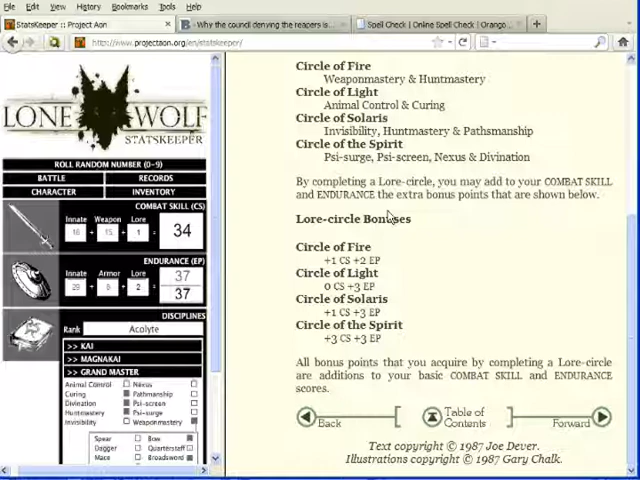 File Edit View History Bookmarks Tools Help
StatsKeeper :: Project Aon
Why the council denying the reapers is...
Spell Check | Online Spell Check | Orango...
http://www.projectaon.org/en/statskeeper/
LONE WOLF
STATSKEEPER
ROLL RANDOM NUMBER (0-9)
BATTLE RECORDS
CHARACTER INVENTORY
COMBAT SKILL (CS)
Innate Weapon Lore
16 + 15 + 1 34
ENDURANCE (EP)
Innate Armor Lore 37
29 + 6 + 2 37
DISCIPLINES
Rank Acolyte
>> KAI
>> MAGNAKAI
>> GRAND MASTER
Animal Control Nexus
Curing Pathmanship
Divination Psi-screen
Huntmastery Psi-surge
Invisibility Weaponmastery
Spear Bow
Dagger Quarterstaff
Mace Broadsword
Circle of Fire
Weaponmastery & Huntmastery
Circle of Light
Animal Control & Curing
Circle of Solaris
Invisibility, Huntmastery & Pathsmanship
Circle of the Spirit
Psi-surge, Psi-screen, Nexus & Divination
By completing a Lore-circle, you may add to your COMBAT SKILL
and ENDURANCE the extra bonus points that are shown below.
Lore-circle Bonuses
Circle of Fire
+1 CS +2 EP
Circle of Light
0 CS +3 EP
Circle of Solaris
+1 CS +3 EP
Circle of the Spirit
+3 CS +3 EP
All bonus points that you acquire by completing a Lore-circle
are additions to your basic COMBAT SKILL and ENDURANCE
scores.
Back
Table of
Contents
Forward
Text copyright © 1987 Joe Dever.
Illustrations copyright © 1987 Gary Chalk.